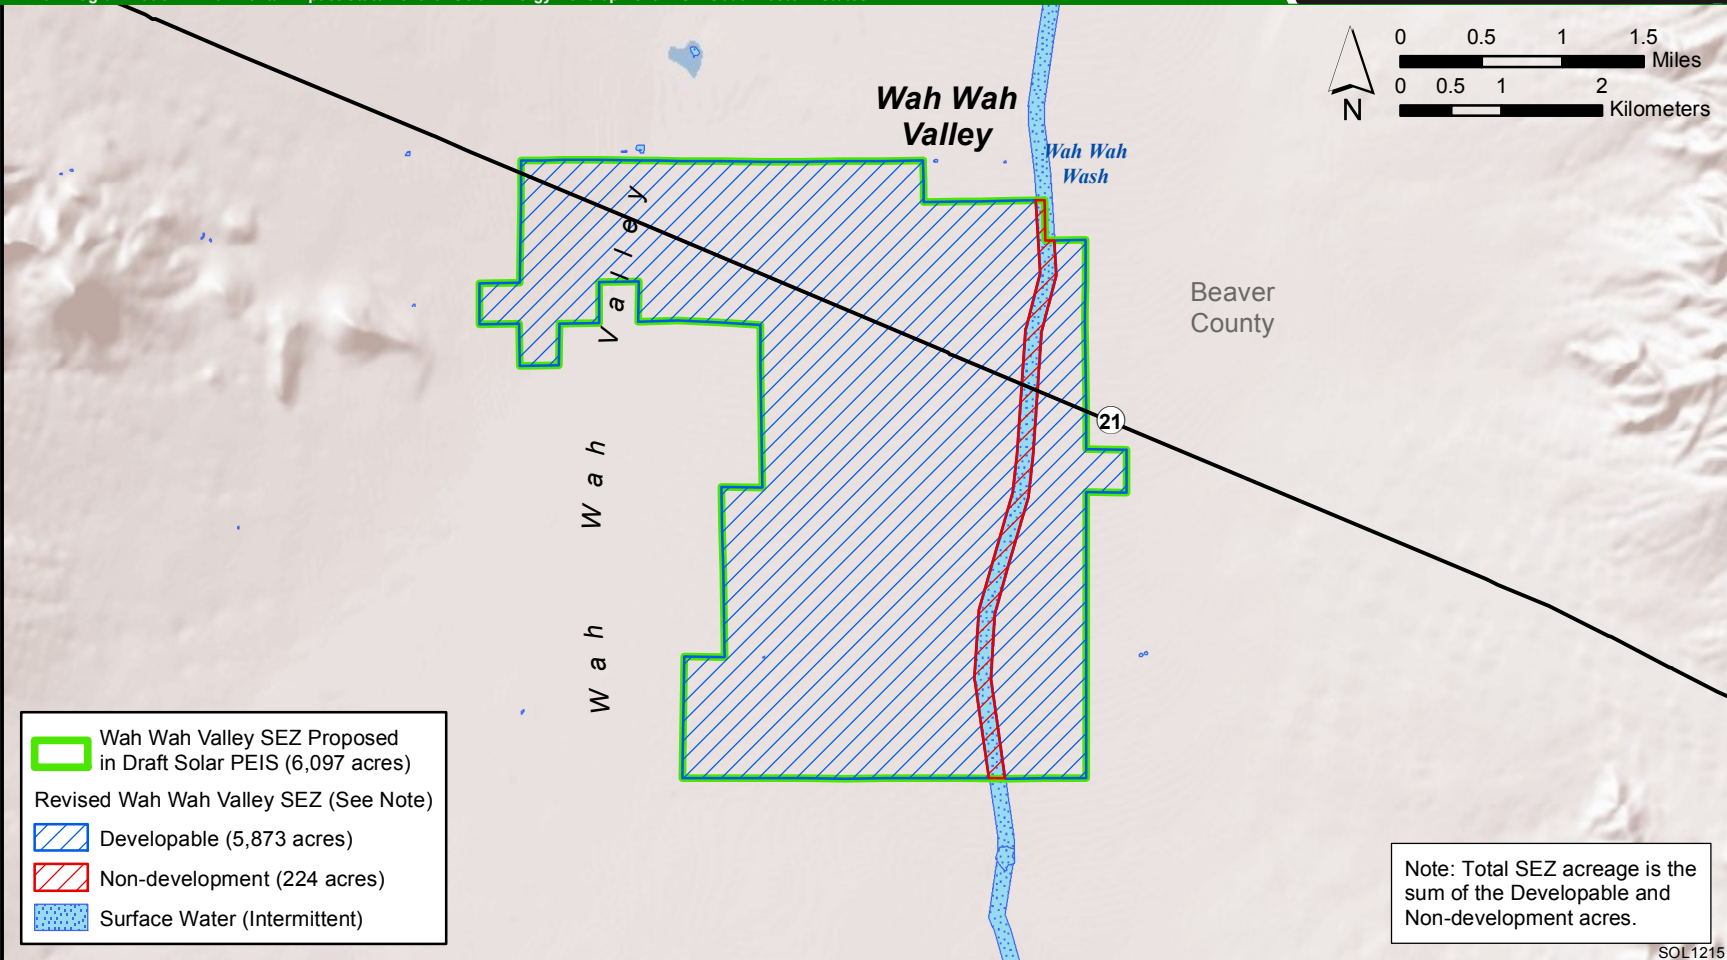 0 0.5 1 1.5
Miles
0 0.5 1 2
Kilometers
N
Wah Wah
Valley
Wah Wah
Wash
Beaver
County
21
Wah Wah Valley
Wah Wah Valley SEZ Proposed
in Draft Solar PEIS (6,097 acres)
Revised Wah Wah Valley SEZ (See Note)
Developable (5,873 acres)
Non-development (224 acres)
Surface Water (Intermittent)
Note: Total SEZ acreage is the
sum of the Developable and
Non-development acres.
SOL1215